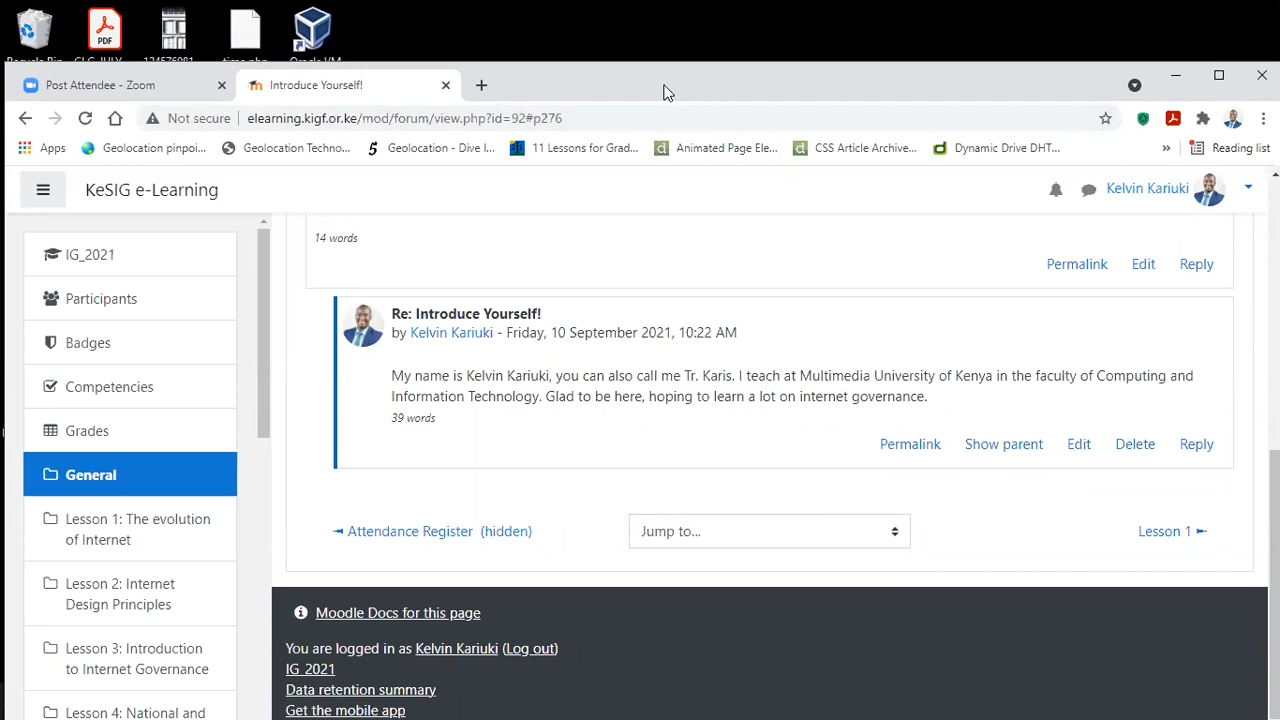 PDF
Post Attendee - Zoom
Introduce Yourself!
Not secure
elearning.kigf.or.ke/mod/forum/view.php?id=92#p276
Apps
Geolocation pinpoi...
Geolocation Techno...
Geolocation - Dive I...
11 Lessons for Grad...
Animated Page Ele...
CSS Article Archive...
Dynamic Drive DHT...
»
Reading list
KeSIG e-Learning
Kelvin Kariuki
IG_2021
Participants
Badges
Competencies
Grades
General
Lesson 1: The evolution
of Internet
Lesson 2: Internet
Design Principles
Lesson 3: Introduction
to Internet Governance
Lesson 4: National and
14 words
Permalink Edit Reply
Re: Introduce Yourself!
by Kelvin Kariuki - Friday, 10 September 2021, 10:22 AM
My name is Kelvin Kariuki, you can also call me Tr. Karis. I teach at Multimedia University of Kenya in the faculty of Computing and
Information Technology. Glad to be here, hoping to learn a lot on internet governance.
39 words
Permalink Show parent Edit Delete Reply
◄ Attendance Register (hidden)
Jump to...
Lesson 1 ►
Moodle Docs for this page
You are logged in as Kelvin Kariuki (Log out)
IG_2021
Data retention summary
Get the mobile app